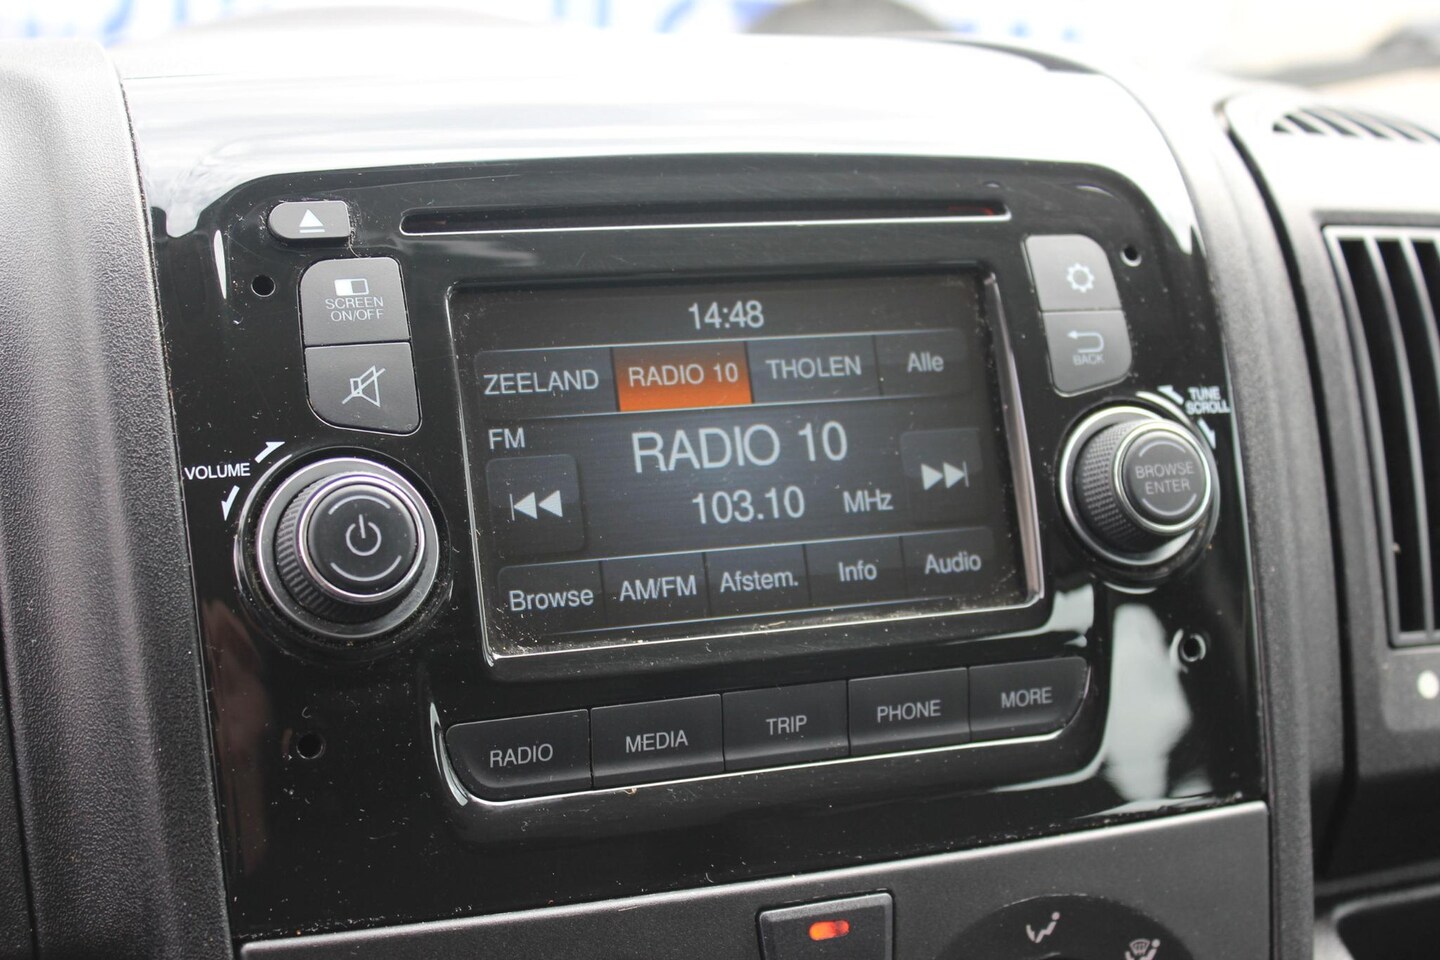 SCREEN
ON/OFF
VOLUME
14:48
ZEELAND RADIO 10 THOLEN Alle
FM
RADIO 10
103.10 MHz
Browse AM/FM Afstem. Info Audio
BACK
TUNE
SCROLL
BROWSE
ENTER
RADIO MEDIA TRIP PHONE MORE